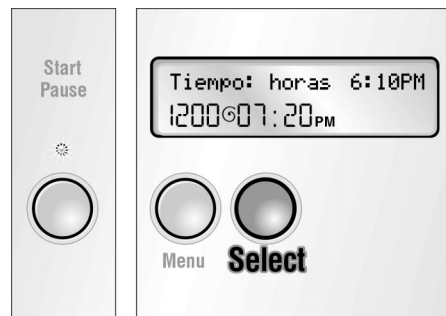 Start
Pause
Tiempo: horas 6:10PM
1200 07:20PM
Menu
Select